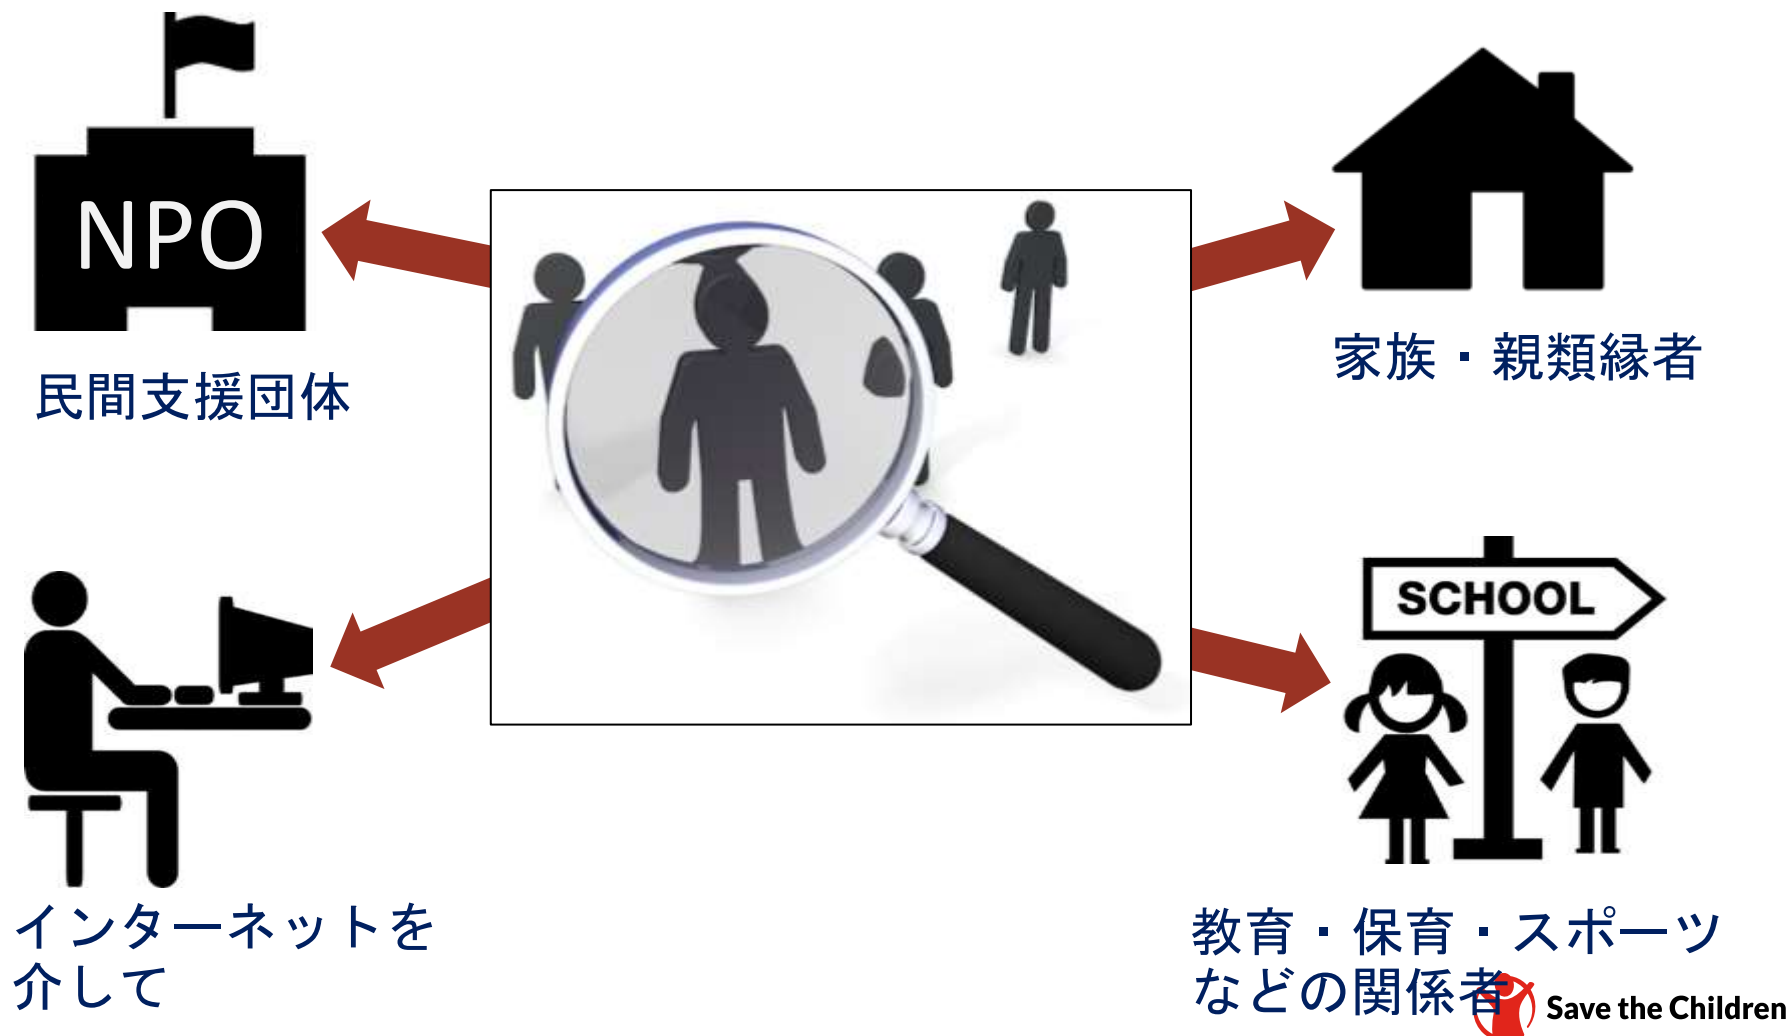 NPO
民間支援団体
家族・親類縁者
インターネットを
介して
SCHOOL
教育・保育・スポーツ
などの関係者
Save the Children